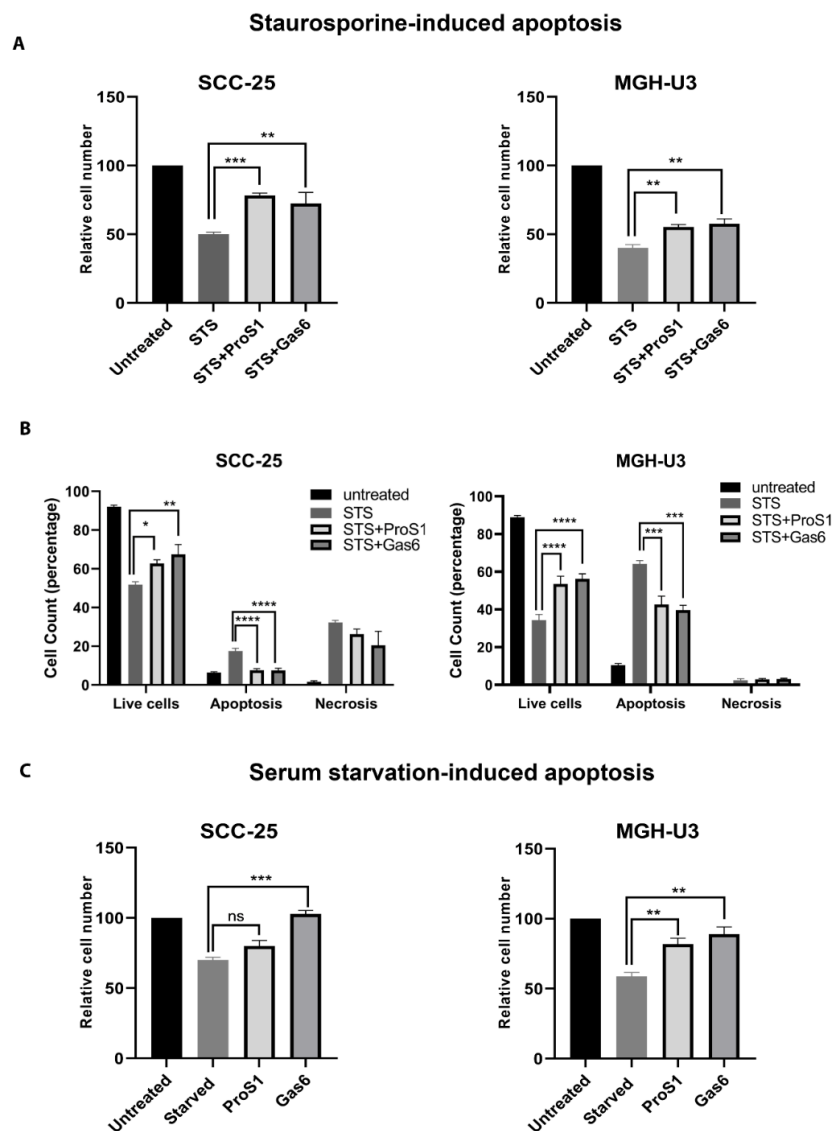 Staurosporine-induced apoptosis
A
SCC-25
Relative cell number
150
100
50
0
***
**
Untreated
STS
STS+ProS1
STS+Gas6
MGH-U3
Relative cell number
150
100
50
0
**
**
Untreated
STS
STS+ProS1
STS+Gas6
B
SCC-25
Cell Count (percentage)
100
80
60
40
20
0
untreated
STS
STS+ProS1
STS+Gas6
**
*
****
****
Live cells
Apoptosis
Necrosis
MGH-U3
Cell Count (percentage)
100
80
60
40
20
0
untreated
STS
STS+ProS1
STS+Gas6
****
****
***
***
Live cells
Apoptosis
Necrosis
C
Serum starvation-induced apoptosis
SCC-25
Relative cell number
150
100
50
0
***
ns
Untreated
Starved
ProS1
Gas6
MGH-U3
Relative cell number
150
100
50
0
**
**
Untreated
Starved
ProS1
Gas6